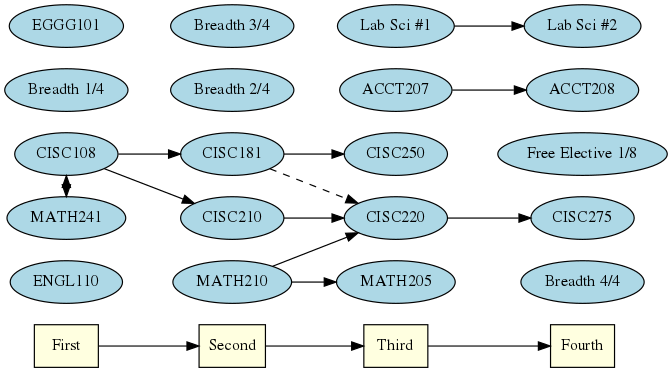 EGGG101
Breadth 3/4
Lab Sci #1
Lab Sci #2
Breadth 1/4
Breadth 2/4
ACCT207
ACCT208
CISC108
CISC181
CISC250
Free Elective 1/8
MATH241
CISC210
CISC220
CISC275
ENGL110
MATH210
MATH205
Breadth 4/4
First
Second
Third
Fourth